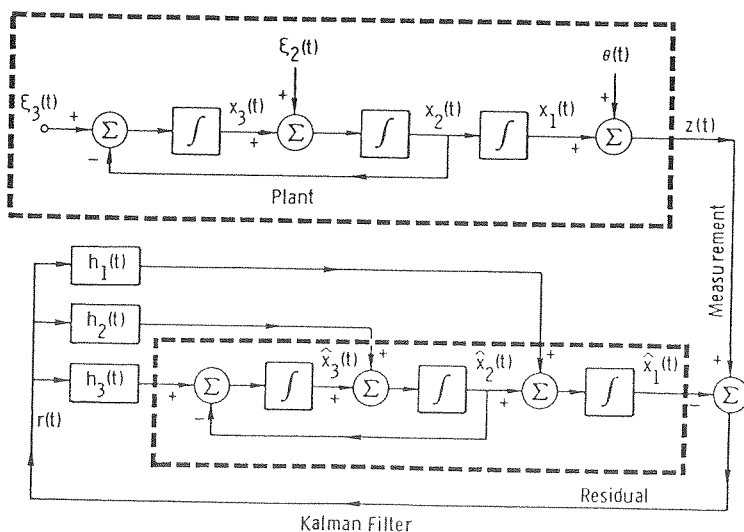 ξ₂(t)
θ(t)
ξ₃(t)
+
Σ
−
∫
x₃(t)
+
+
Σ
∫
x₂(t)
∫
x₁(t)
+
+
Σ
z(t)
Plant
Measurement
h₁(t)
h₂(t)
h₃(t)
r(t)
+
Σ
−
∫
x̂₃(t)
+
+
Σ
∫
x̂₂(t)
+
+
Σ
∫
x̂₁(t)
+
−
Σ
Residual
Kalman Filter